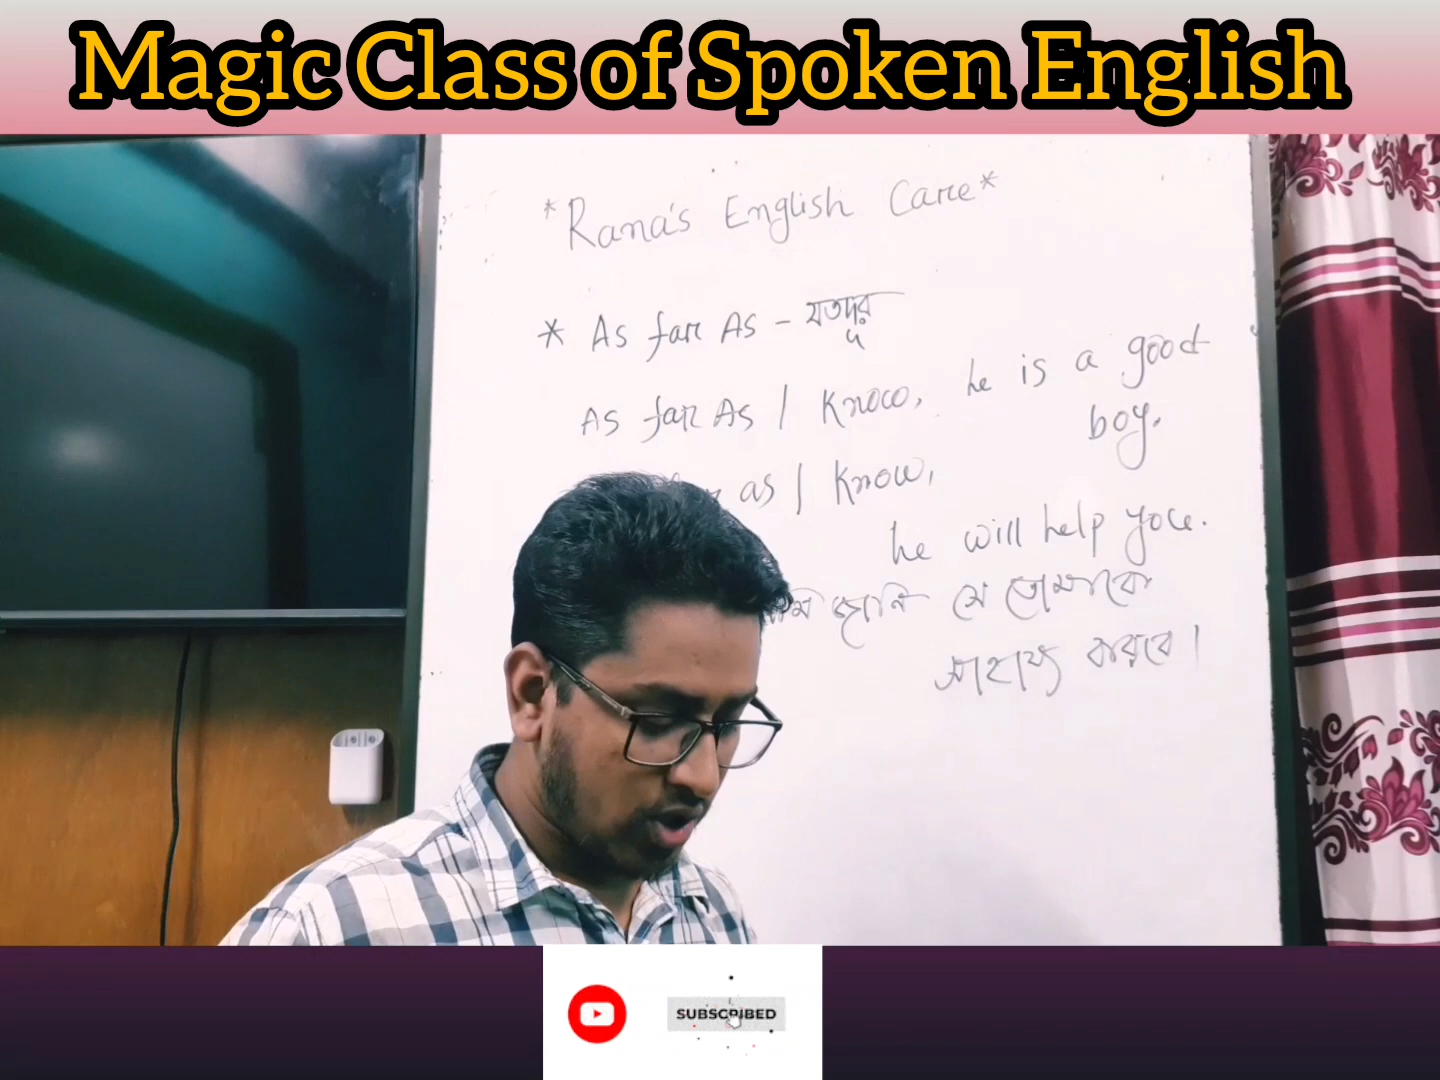 Magic Class of Spoken English
*Rana's English Care*
* As far As - যতদূর
As far As I Know, he is a good
boy.
as I Know,
he will help you.
জানি সে তোমাকে
সাহায্য করবে।
SUBSCRIBED